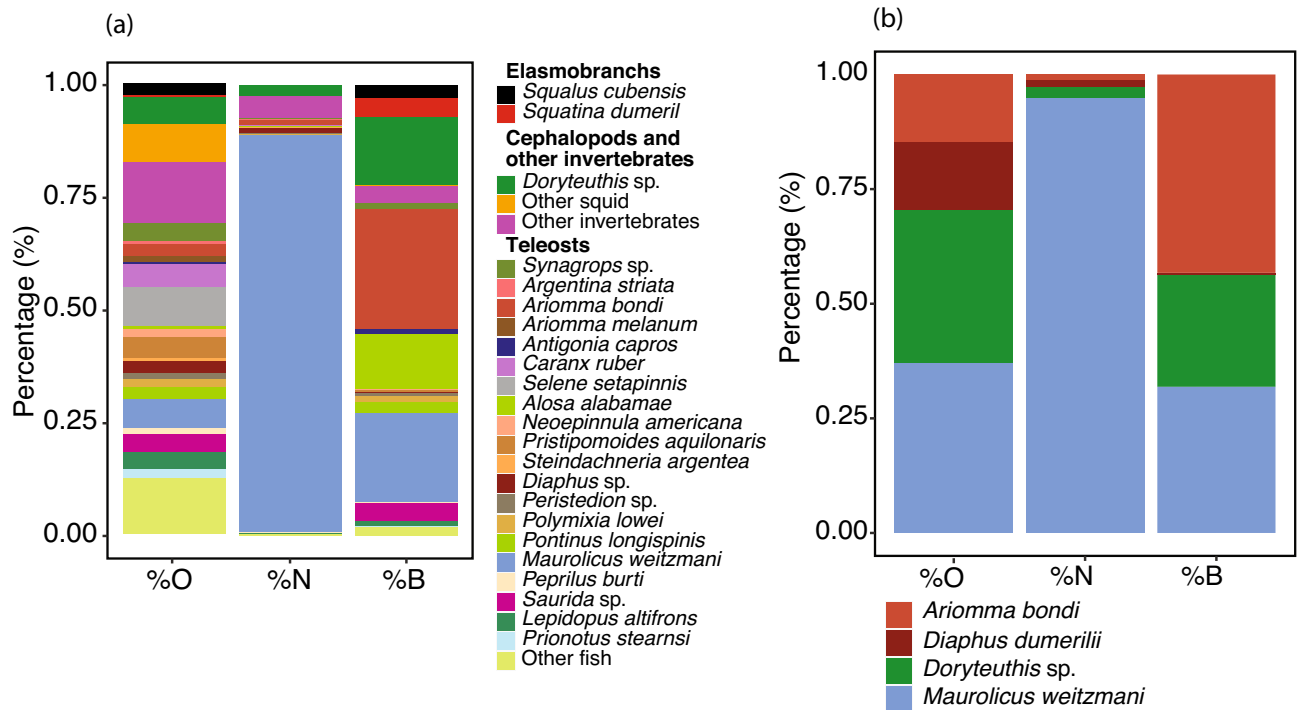 (a)
Percentage (%)
1.00
0.75
0.50
0.25
0.00
%O
%N
%B
Elasmobranchs
Squalus cubensis
Squatina dumeril
Cephalopods and
other invertebrates
Doryteuthis sp.
Other squid
Other invertebrates
Teleosts
Synagrops sp.
Argentina striata
Ariomma bondi
Ariomma melanum
Antigonia capros
Caranx ruber
Selene setapinnis
Alosa alabamae
Neoepinnula americana
Pristipomoides aquilonaris
Steindachneria argentea
Diaphus sp.
Peristedion sp.
Polymixia lowei
Pontinus longispinis
Maurolicus weitzmani
Peprilus burti
Saurida sp.
Lepidopus altifrons
Prionotus stearnsi
Other fish
(b)
Percentage (%)
1.00
0.75
0.50
0.25
0.00
%O
%N
%B
Ariomma bondi
Diaphus dumerilii
Doryteuthis sp.
Maurolicus weitzmani